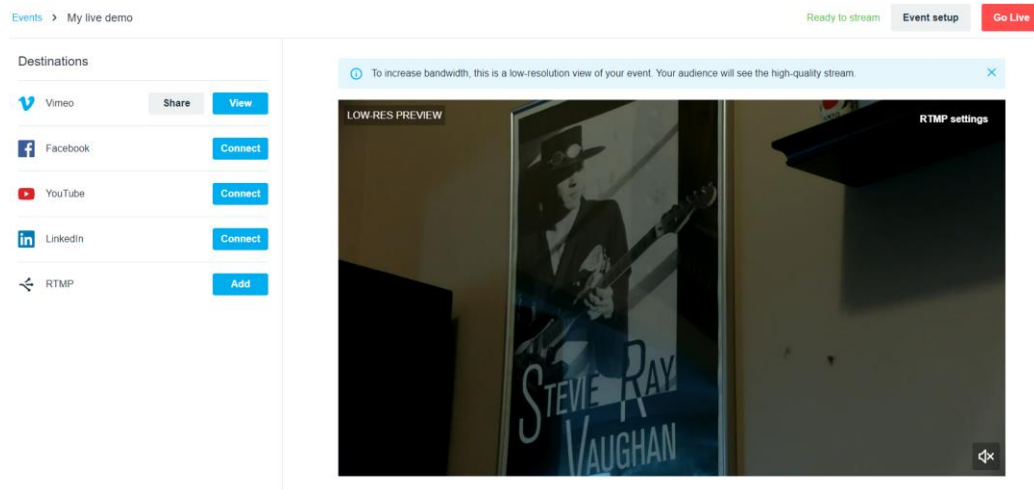 Events > My live demo
Ready to stream
Event setup
Go Live
Destinations
Vimeo
Share
View
Facebook
Connect
YouTube
Connect
LinkedIn
Connect
RTMP
Add
To increase bandwidth, this is a low-resolution view of your event. Your audience will see the high-quality stream.
LOW-RES PREVIEW
RTMP settings
STEVIE RAY
VAUGHAN